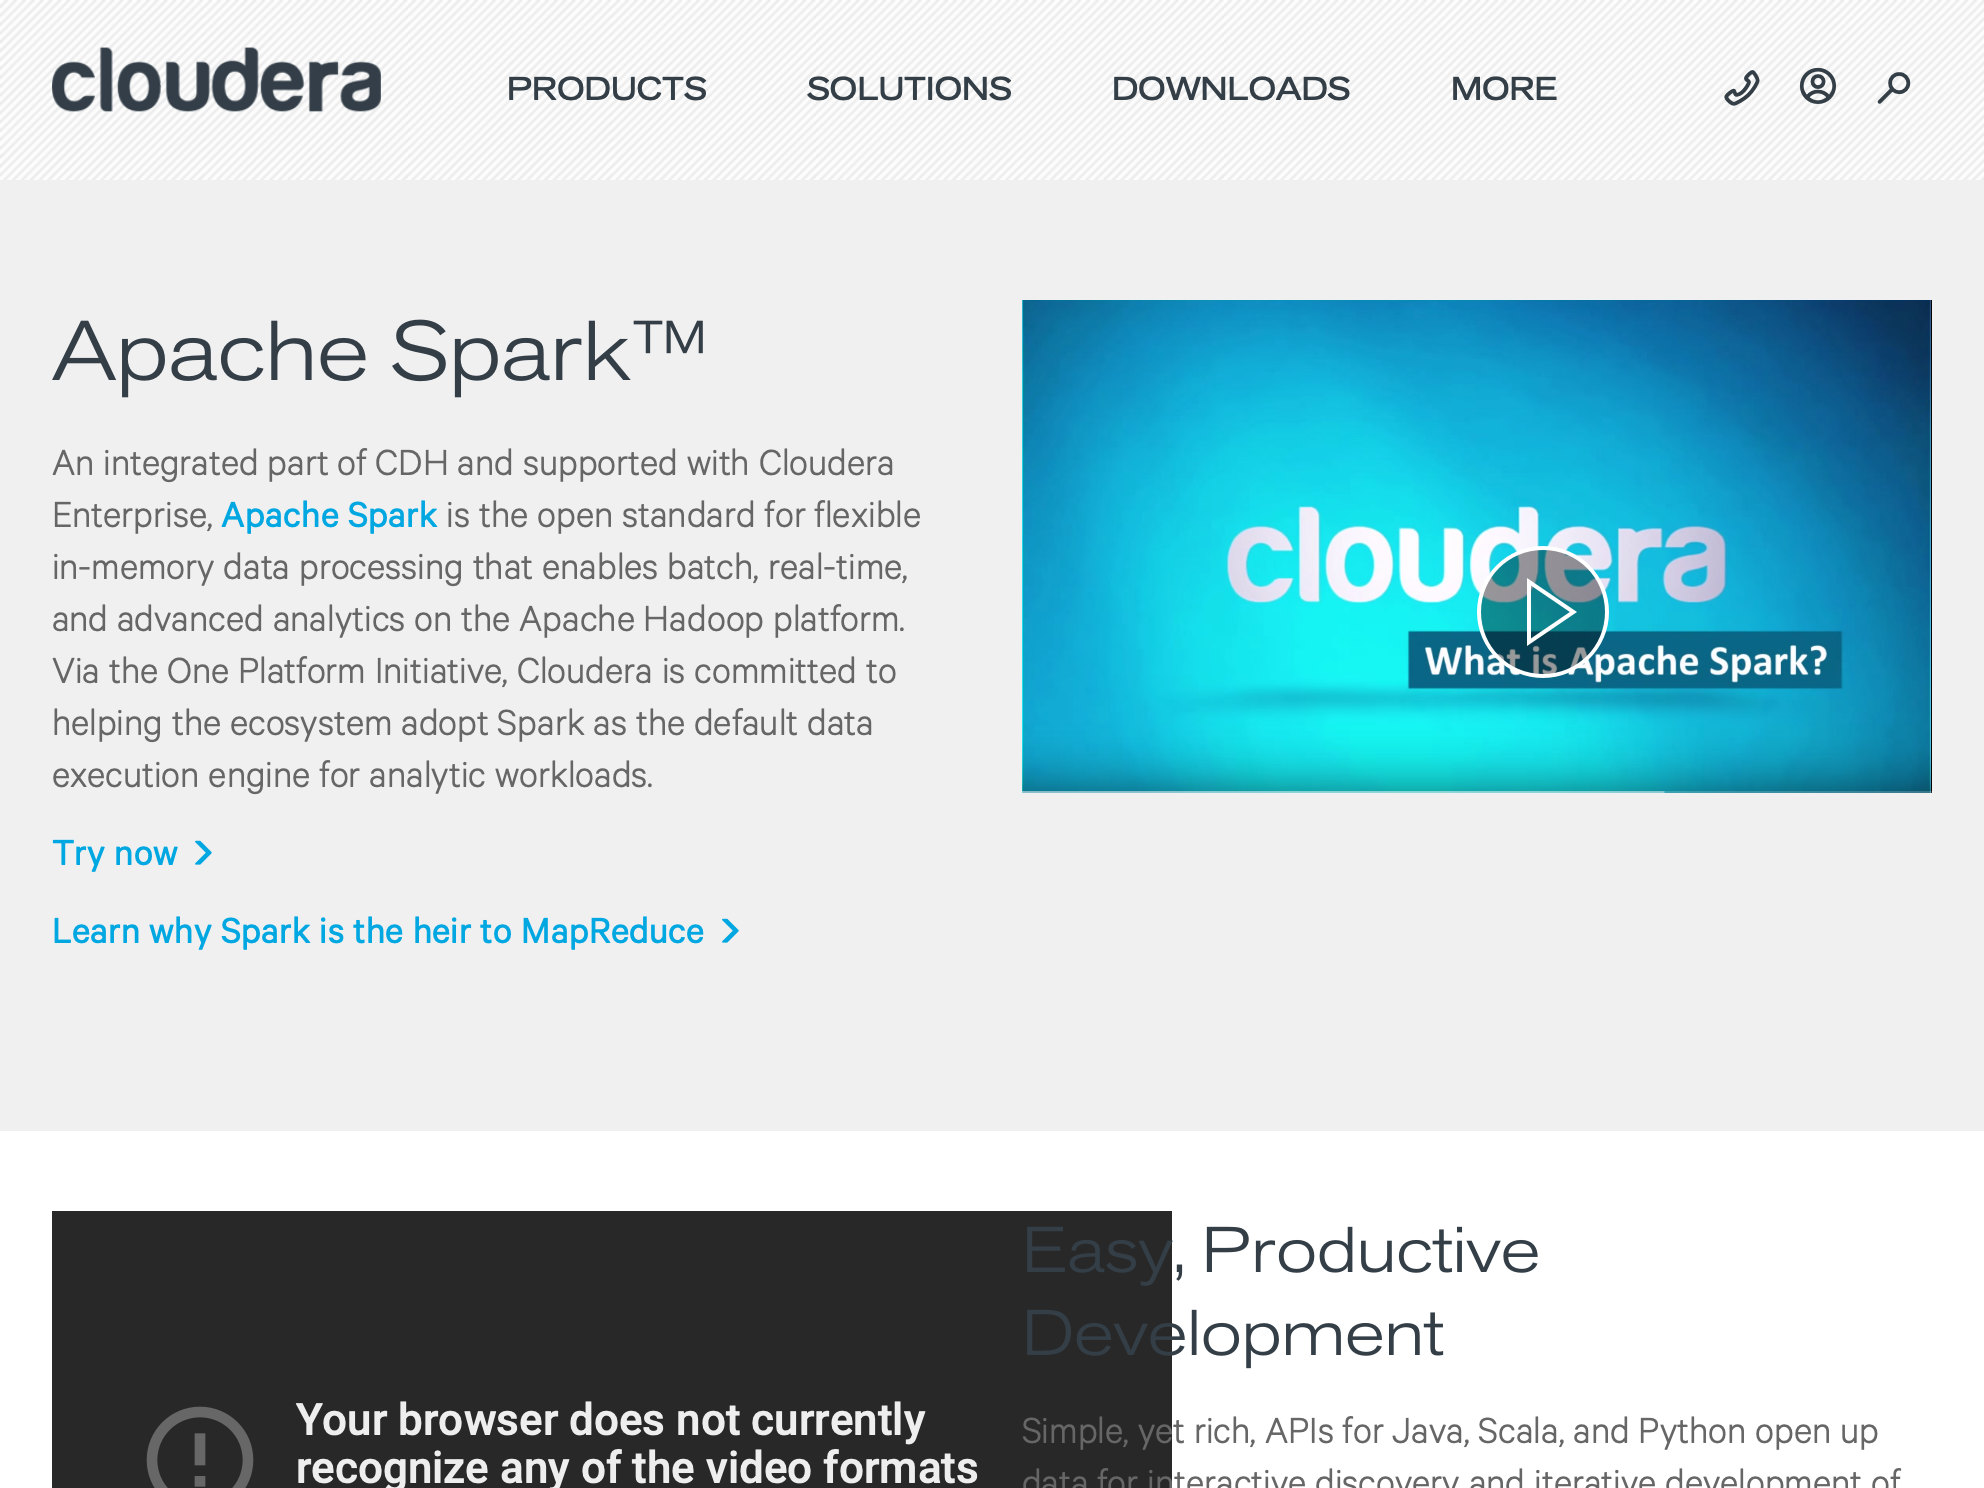 cloudera
PRODUCTS
SOLUTIONS
DOWNLOADS
MORE
Apache Spark™
An integrated part of CDH and supported with Cloudera
Enterprise, Apache Spark is the open standard for flexible
in-memory data processing that enables batch, real-time,
and advanced analytics on the Apache Hadoop platform.
Via the One Platform Initiative, Cloudera is committed to
helping the ecosystem adopt Spark as the default data
execution engine for analytic workloads.
Try now
Learn why Spark is the heir to MapReduce
cloudera
What is Apache Spark?
Your browser does not currently
recognize any of the video formats
Easy, Productive
Development
Simple, yet rich, APIs for Java, Scala, and Python open up
data for interactive discovery and iterative development of